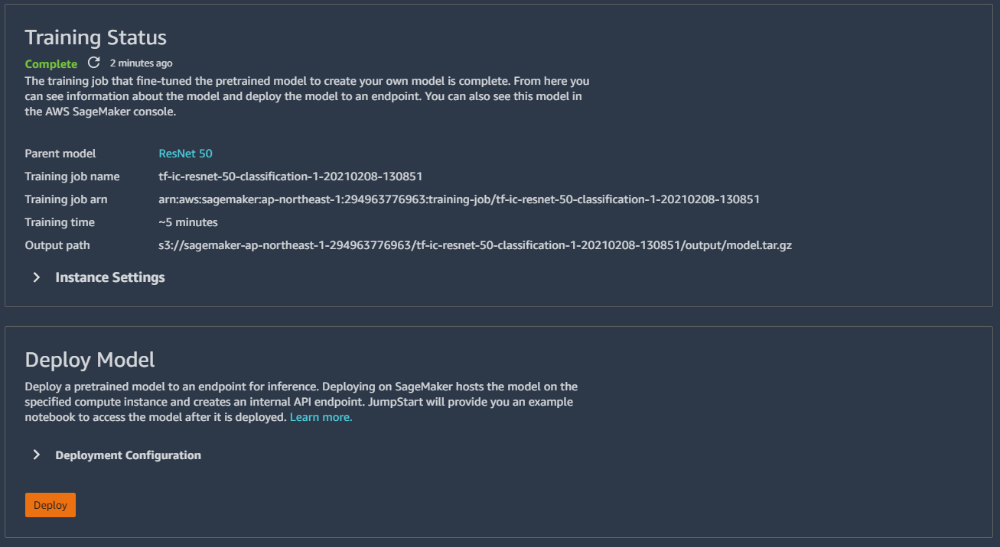 Training Status
Complete 2 minutes ago
The training job that fine-tuned the pretrained model to create your own model is complete. From here you
can see information about the model and deploy the model to an endpoint. You can also see this model in
the AWS SageMaker console.
Parent model ResNet 50
Training job name tf-ic-resnet-50-classification-1-20210208-130851
Training job arn arn:aws:sagemaker:ap-northeast-1:294963776963:training-job/tf-ic-resnet-50-classification-1-20210208-130851
Training time ~5 minutes
Output path s3://sagemaker-ap-northeast-1-294963776963/tf-ic-resnet-50-classification-1-20210208-130851/output/model.tar.gz
Instance Settings
Deploy Model
Deploy a pretrained model to an endpoint for inference. Deploying on SageMaker hosts the model on the
specified compute instance and creates an internal API endpoint. JumpStart will provide you an example
notebook to access the model after it is deployed. Learn more.
Deployment Configuration
Deploy